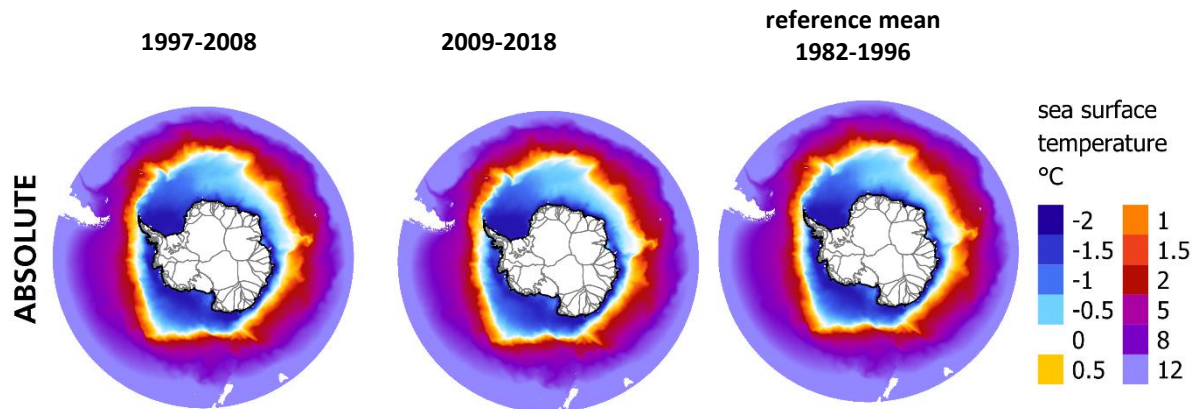 1997-2008
2009-2018
reference mean
1982-1996
ABSOLUTE
sea surface
temperature
°C
-2 1
-1.5 1.5
-1 2
-0.5 5
0 8
0.5 12